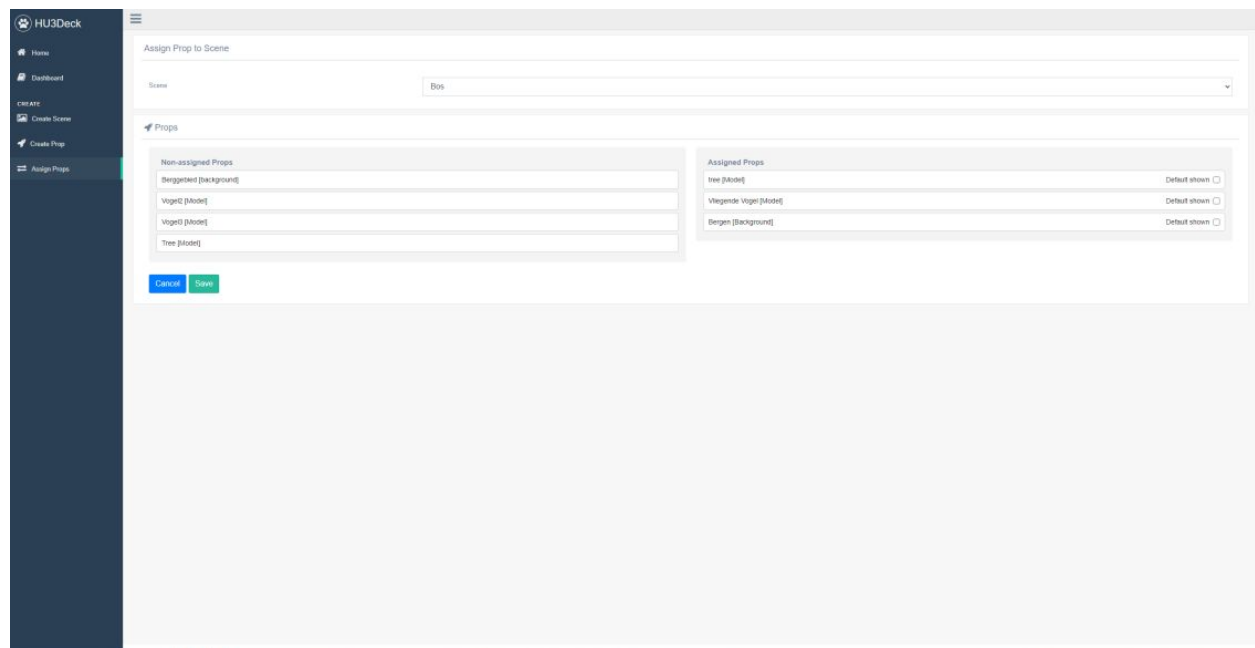 HU3Deck
Home
Dashboard
CREATE
Create Scene
Create Prop
Assign Props
Assign Prop to Scene
Scene
Bos
Props
Non-assigned Props
Berggebied [background]
Vogel2 [Model]
Vogel3 [Model]
Tree [Model]
Assigned Props
tree [Model] Default shown
Vliegende Vogel [Model] Default shown
Bergen [Background] Default shown
Cancel Save